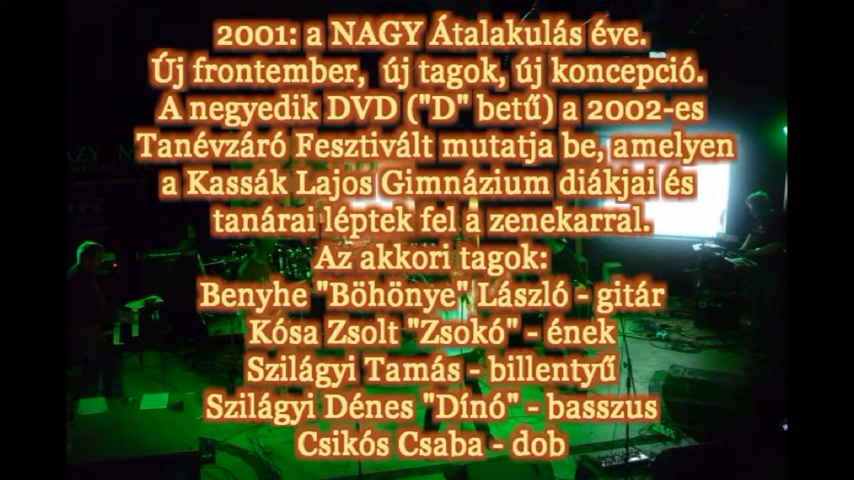 2001: a NAGY Átalakulás éve.
Új frontember, új tagok, új koncepció.
A negyedik DVD ("D" betű) a 2002-es
Tanévzáró Fesztivált mutatja be, amelyen
a Kassák Lajos Gimnázium diákjai és
tanárai léptek fel a zenekarral.
Az akkori tagok:
Benyhe "Böhönye" László - gitár
Kósa Zsolt "Zsokó" - ének
Szilágyi Tamás - billentyű
Szilágyi Dénes "Dínó" - basszus
Csikós Csaba - dob